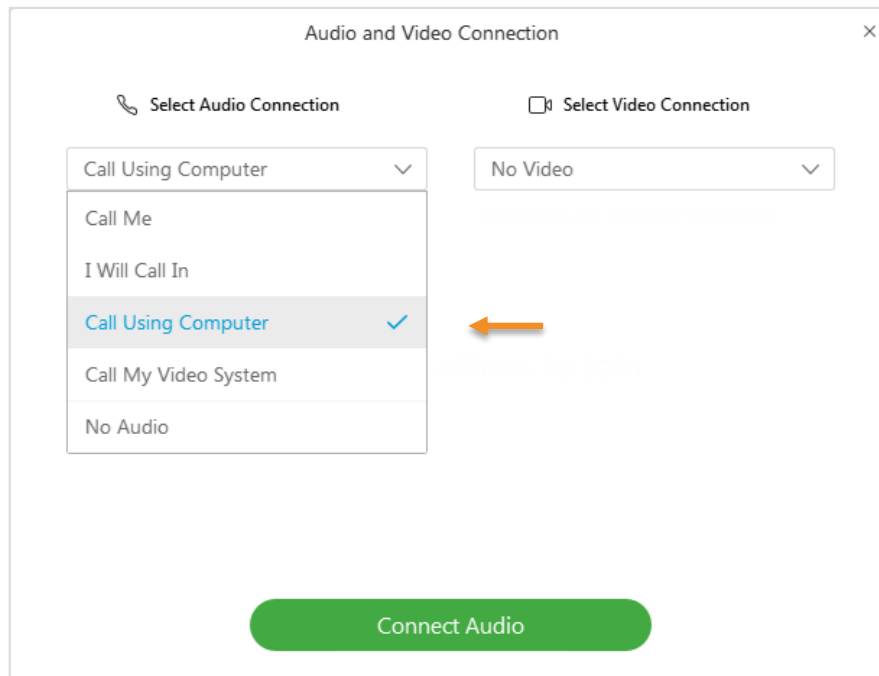 Audio and Video Connection
Select Audio Connection
Select Video Connection
Call Using Computer
No Video
Call Me
I Will Call In
Call Using Computer
Call My Video System
No Audio
Connect Audio